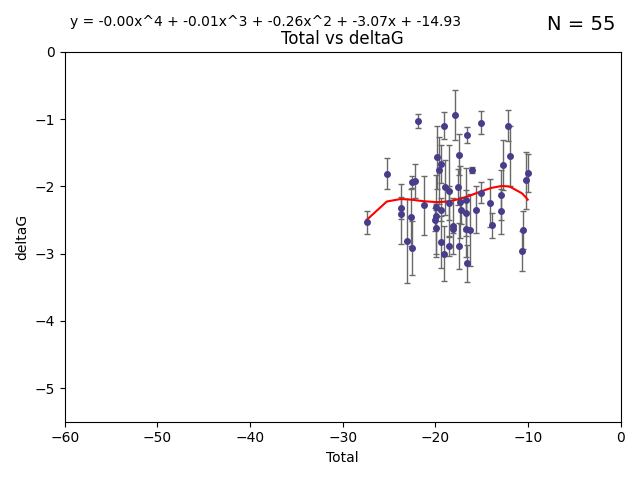 y = -0.00x^4 + -0.01x^3 + -0.26x^2 + -3.07x + -14.93
N = 55
Total vs deltaG
0
−1
−2
−3
−4
−5
deltaG
−60 −50 −40 −30 −20 −10 0
Total